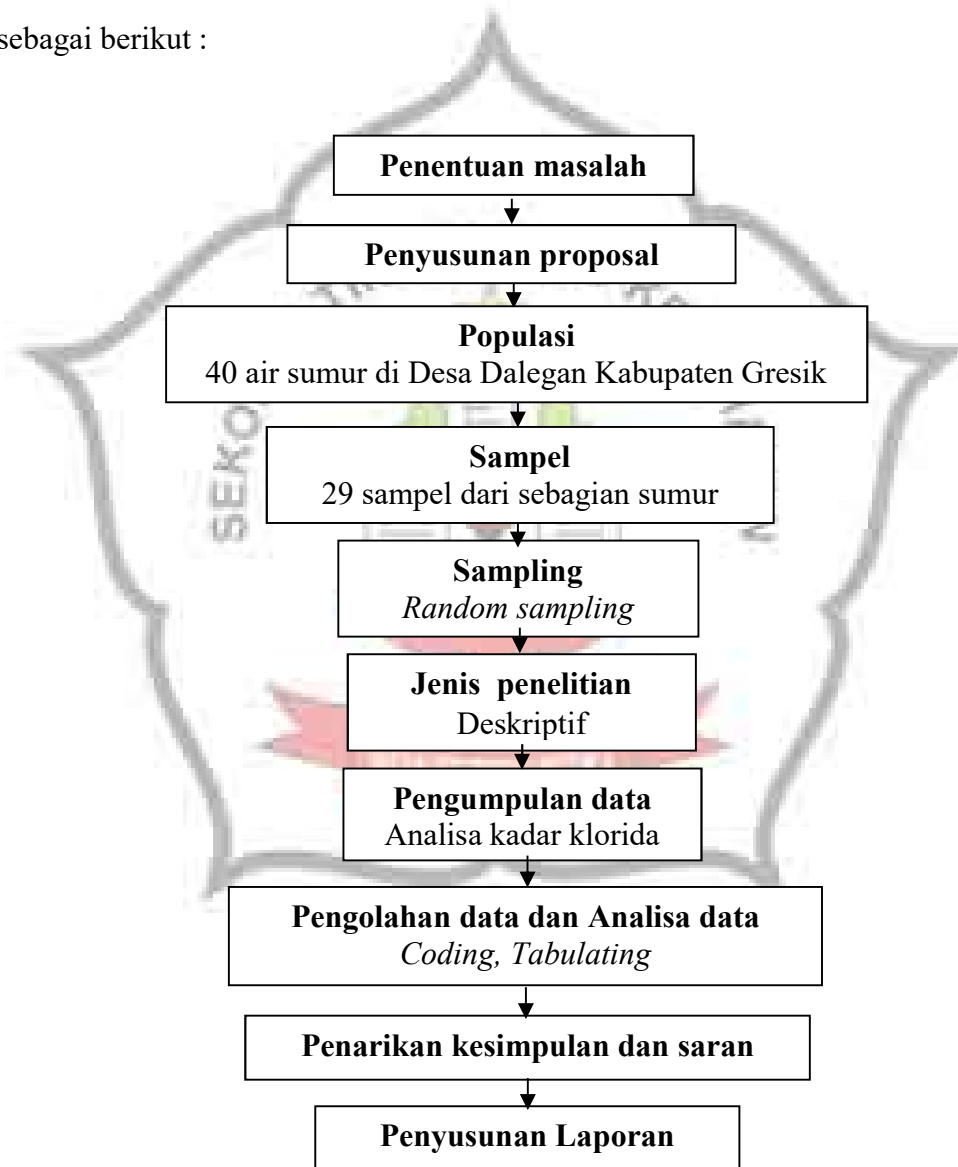 sebagai berikut :
Penentuan masalah
Penyusunan proposal
Populasi
40 air sumur di Desa Dalegan Kabupaten Gresik
Sampel
29 sampel dari sebagian sumur
Sampling
Random sampling
Jenis penelitian
Deskriptif
Pengumpulan data
Analisa kadar klorida
Pengolahan data dan Analisa data
Coding, Tabulating
Penarikan kesimpulan dan saran
Penyusunan Laporan